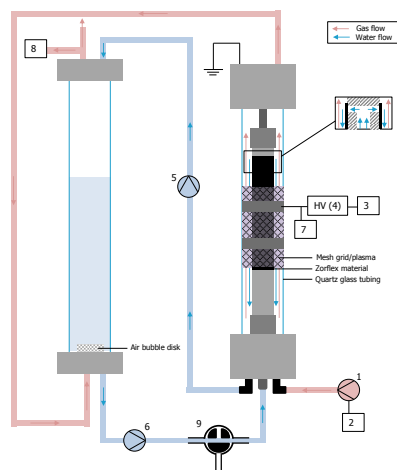 Gas flow
Water flow
8
5
HV (4)
3
7
Mesh grid/plasma
Zorflex material
Quartz glass tubing
Air bubble disk
1
2
6
9